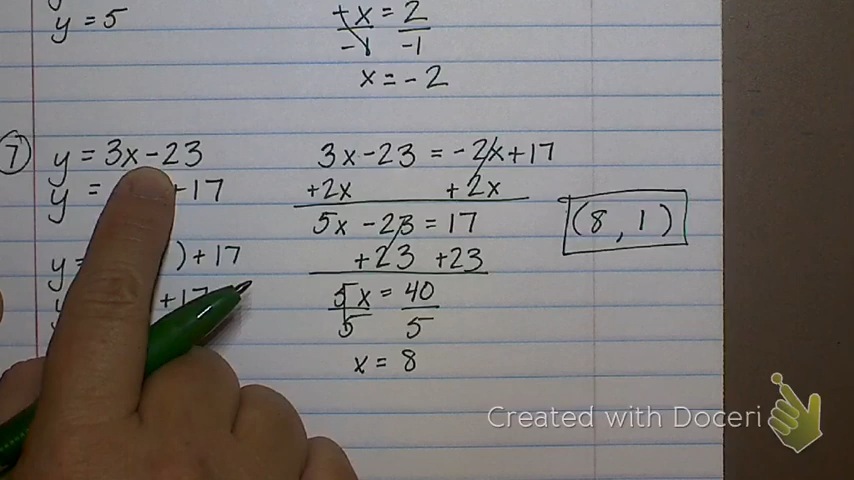 y = 5
+x = 2
-1 -1
x = -2
7 y = 3x - 23
y = +17
y = ) + 17
+17
3x - 23 = -2x + 17
+2x +2x
5x - 23 = 17
+23 +23
5x = 40
5 5
x = 8
(8, 1)
Created with Doceri